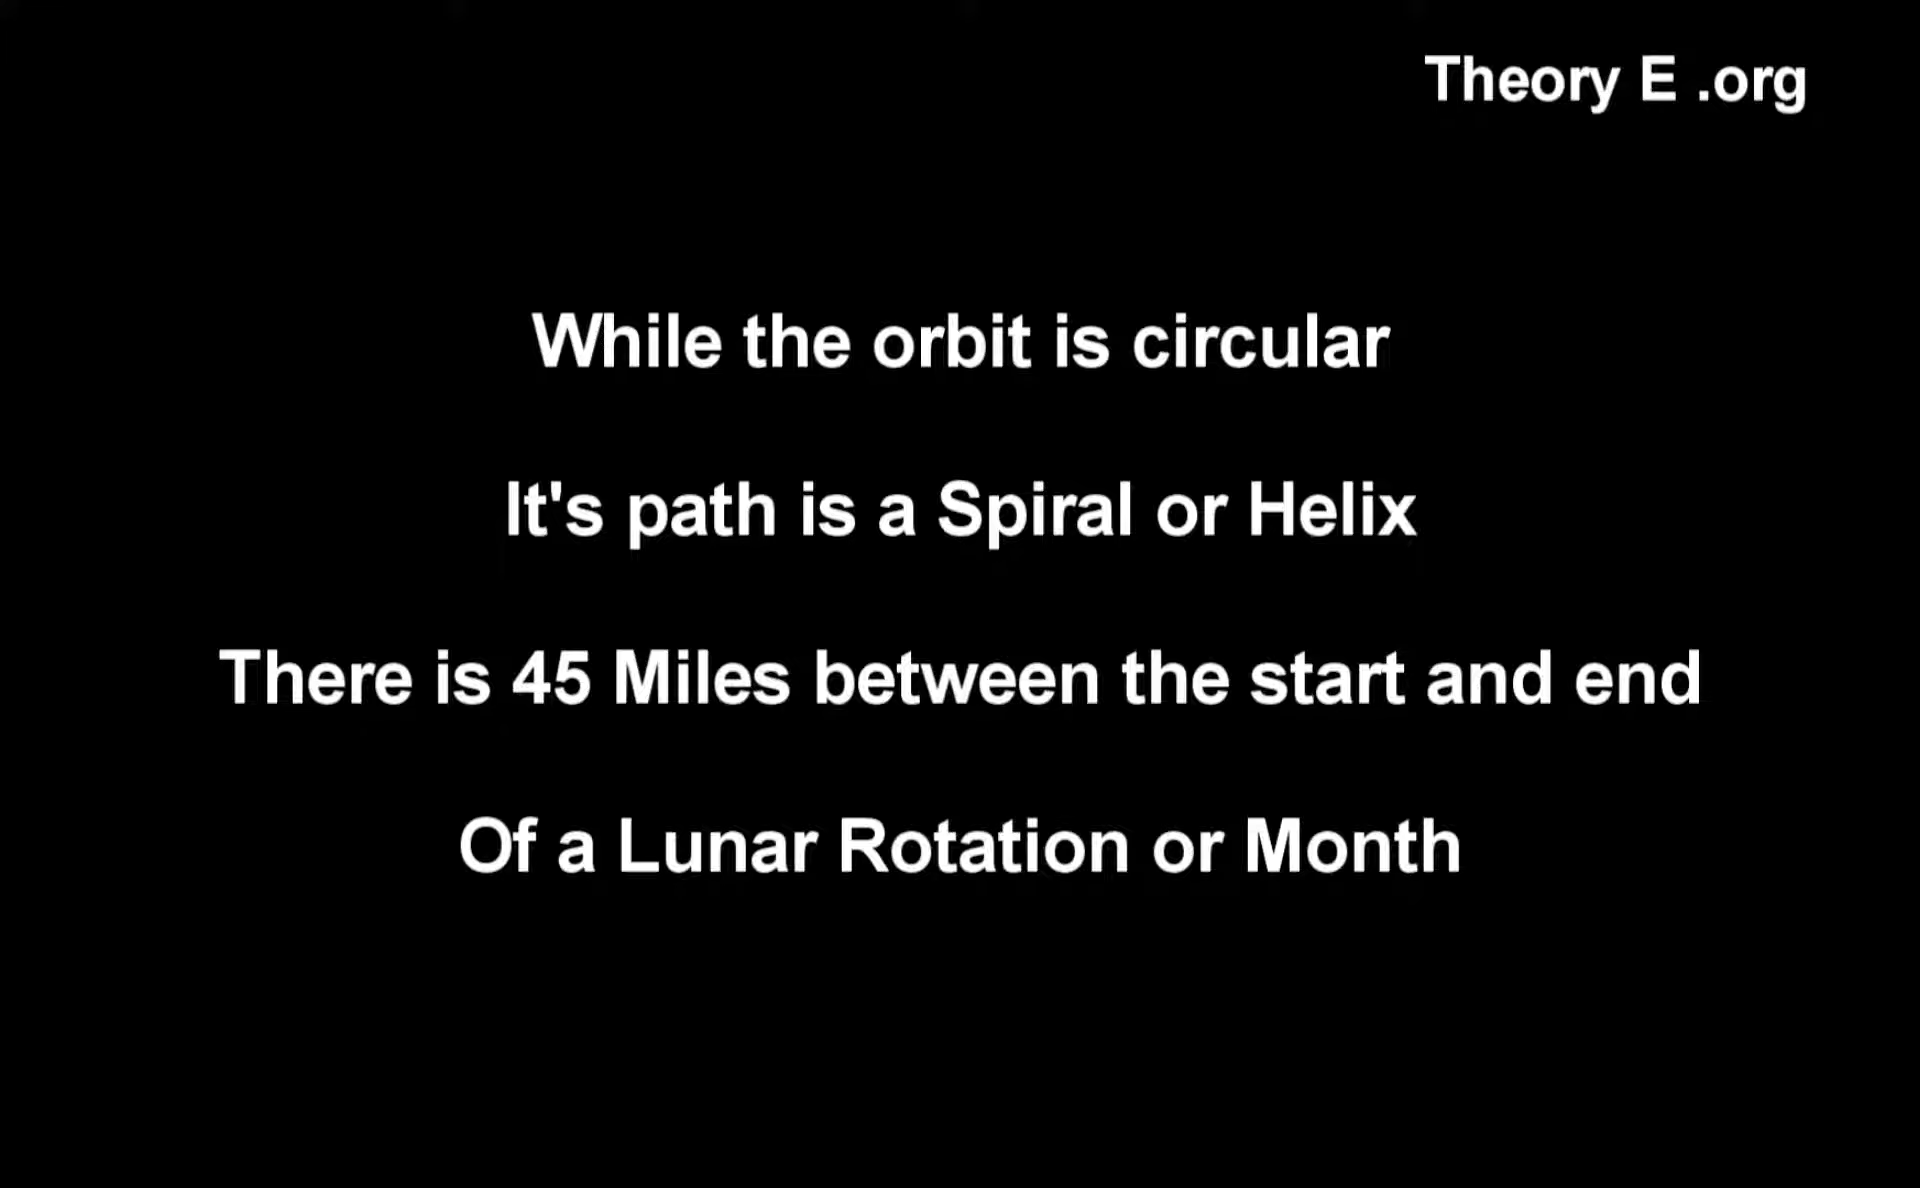 Theory E .org
While the orbit is circular
It's path is a Spiral or Helix
There is 45 Miles between the start and end
Of a Lunar Rotation or Month